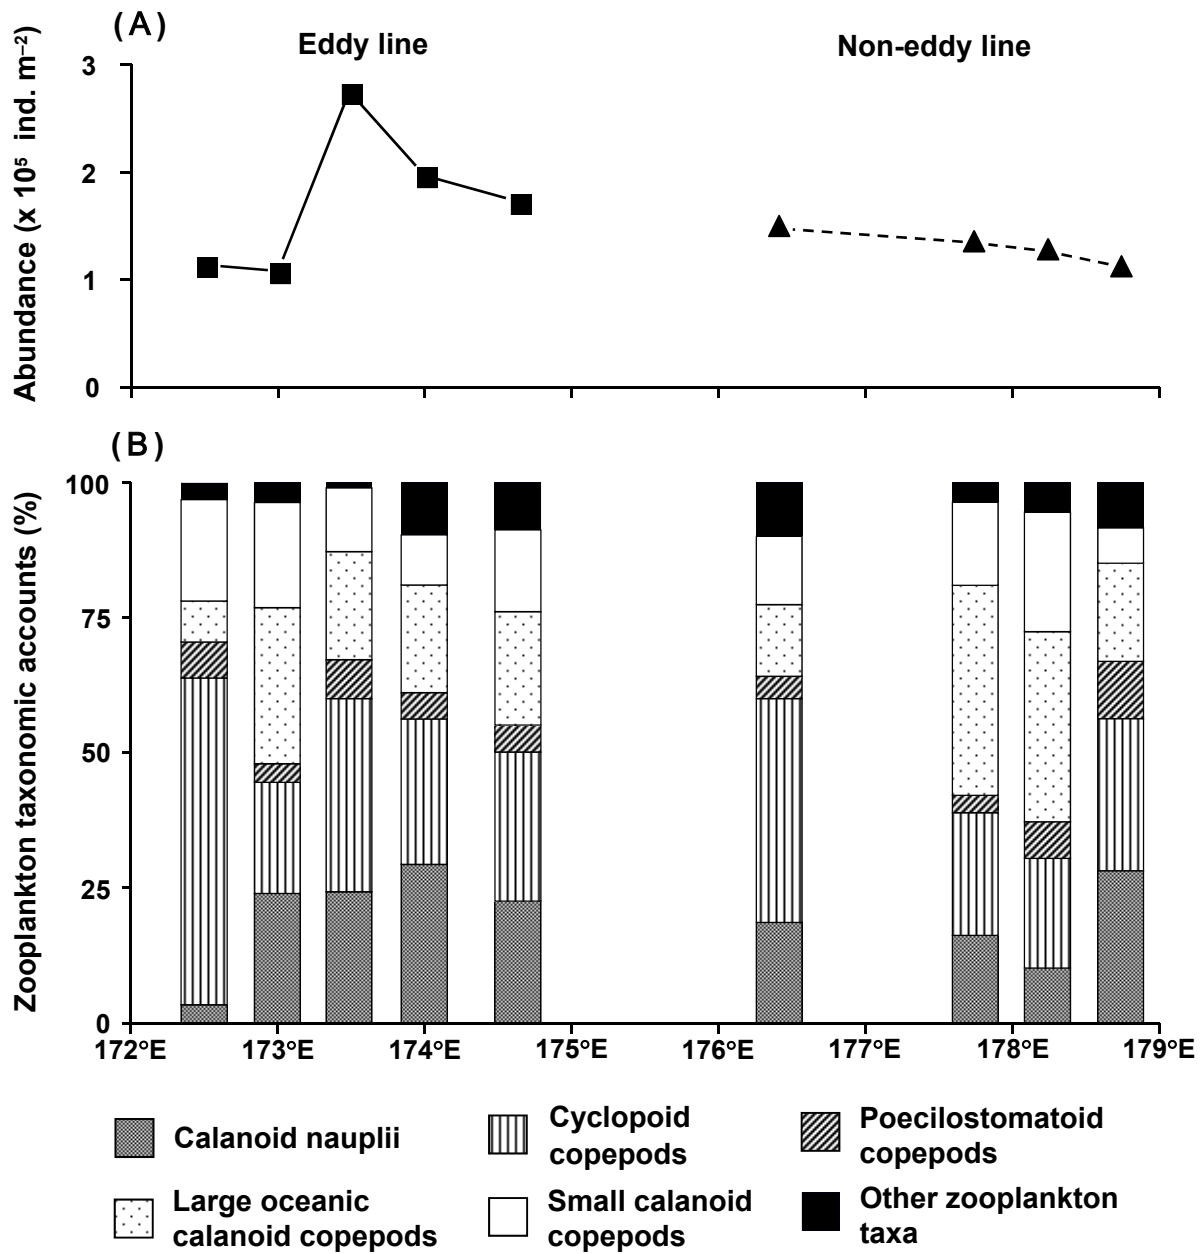 (A)
Eddy line
Non-eddy line
Abundance (x 10⁵ ind. m⁻²)
3
2
1
0
(B)
Zooplankton taxonomic accounts (%)
100
75
50
25
0
172°E 173°E 174°E 175°E 176°E 177°E 178°E 179°E
Calanoid nauplii
Cyclopoid
copepods
Poecilostomatoid
copepods
Large oceanic
calanoid copepods
Small calanoid
copepods
Other zooplankton
taxa